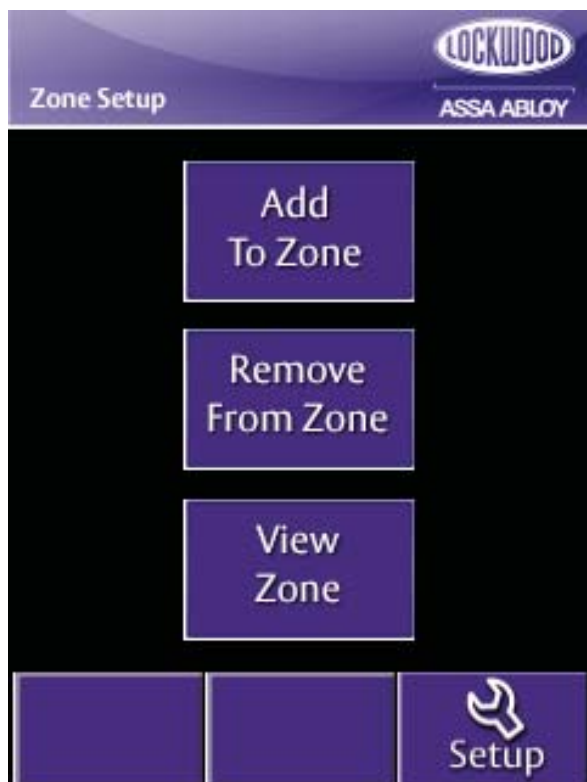 LOCKWOOD
Zone Setup
ASSA ABLOY
Add
To Zone
Remove
From Zone
View
Zone
Setup